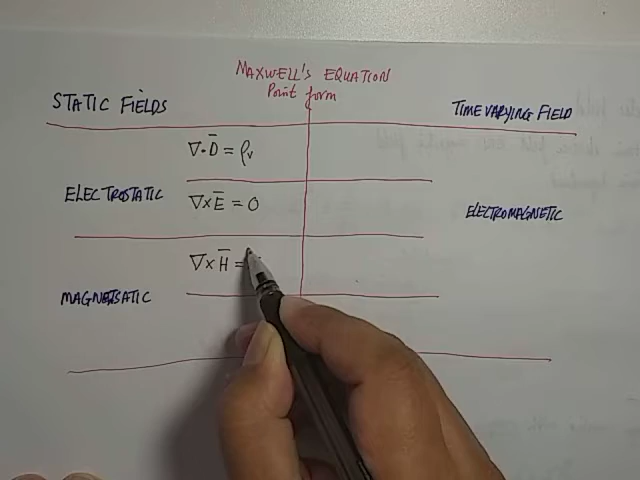 MAXWELL'S EQUATION
Point form
STATIC FIELDS
TIME VARYING FIELD
∇·D̅ = ρv
ELECTROSTATIC
∇×E̅ = 0
ELECTROMAGNETIC
∇×H̅ =
MAGNETSATIC